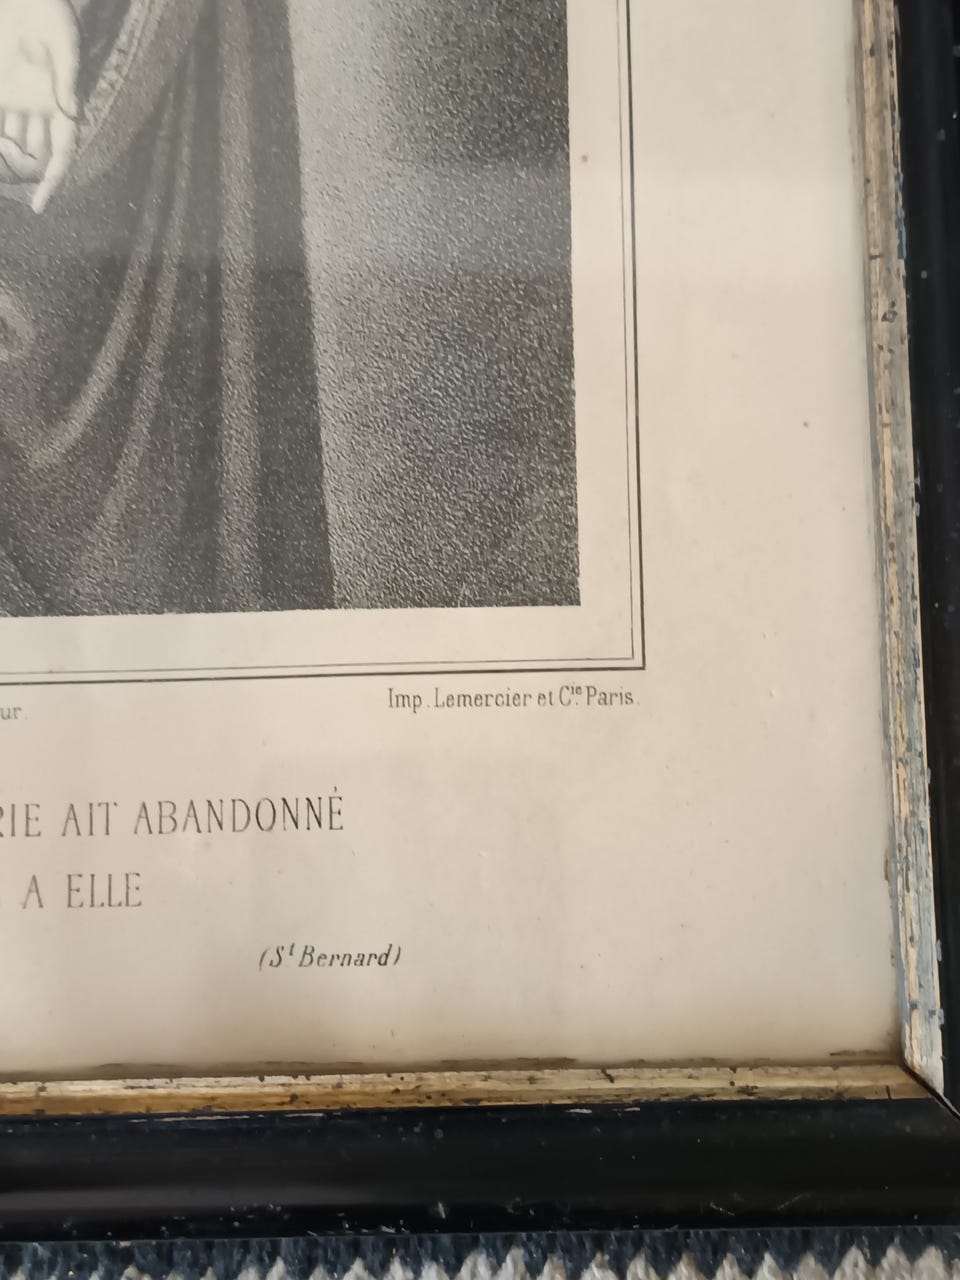 ur.
Imp. Lemercier et Cie. Paris.
RIE AIT ABANDONNÉ
A ELLE
(St Bernard)